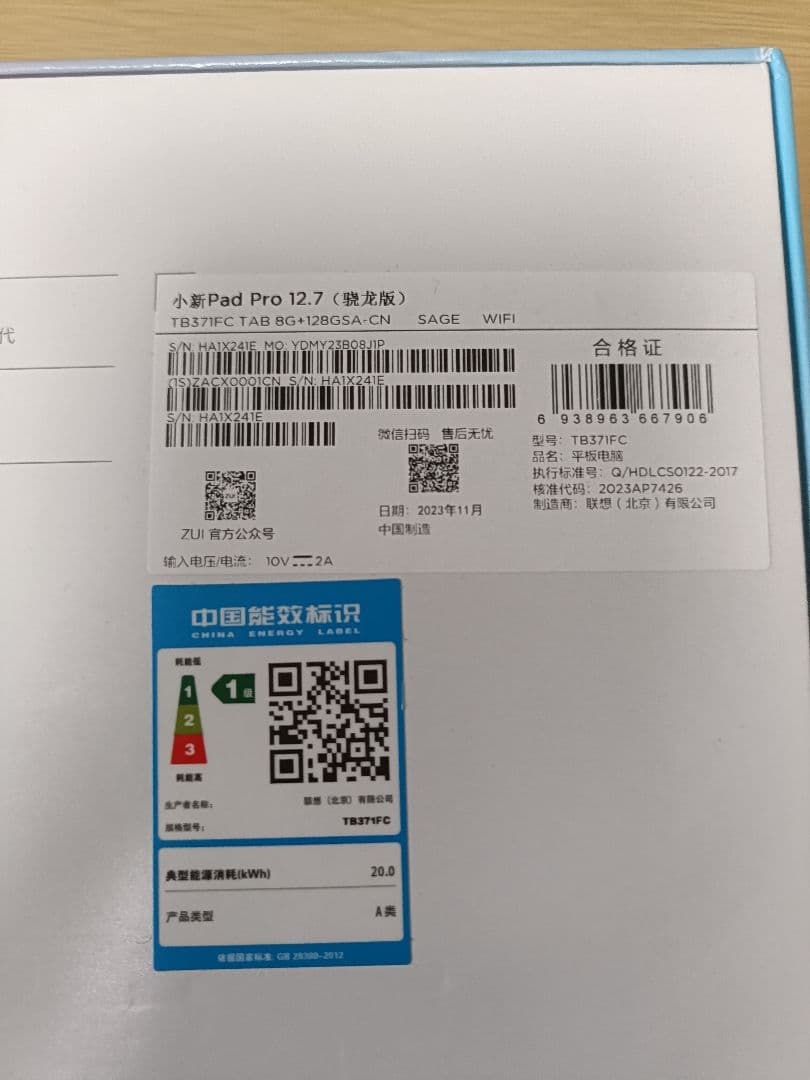 代
小新Pad Pro 12.7（骁龙版）
TB371FC TAB 8G+128GSA-CN SAGE WIFI
S/N: HA1X241E MO: YDMY23B08J1P
(1S)ZACX0001CN S/N: HA1X241E
S/N: HA1X241E
微信扫码 售后无忧
ZUI
ZUI 官方公众号
日期：2023年11月
中国制造
输入电压/电流： 10V⎓2A
合格证
6 938963 667906
型号：TB371FC
品名：平板电脑
执行标准号：Q/HDLCS0122-2017
核准代码：2023AP7426
制造商：联想（北京）有限公司
中国能效标识
CHINA ENERGY LABEL
耗能低
1
1级
2
3
耗能高
生产者名称： 联想（北京）有限公司
规格型号： TB371FC
典型能源消耗(kWh) 20.0
产品类型 A类
依据国家标准：GB 28380-2012